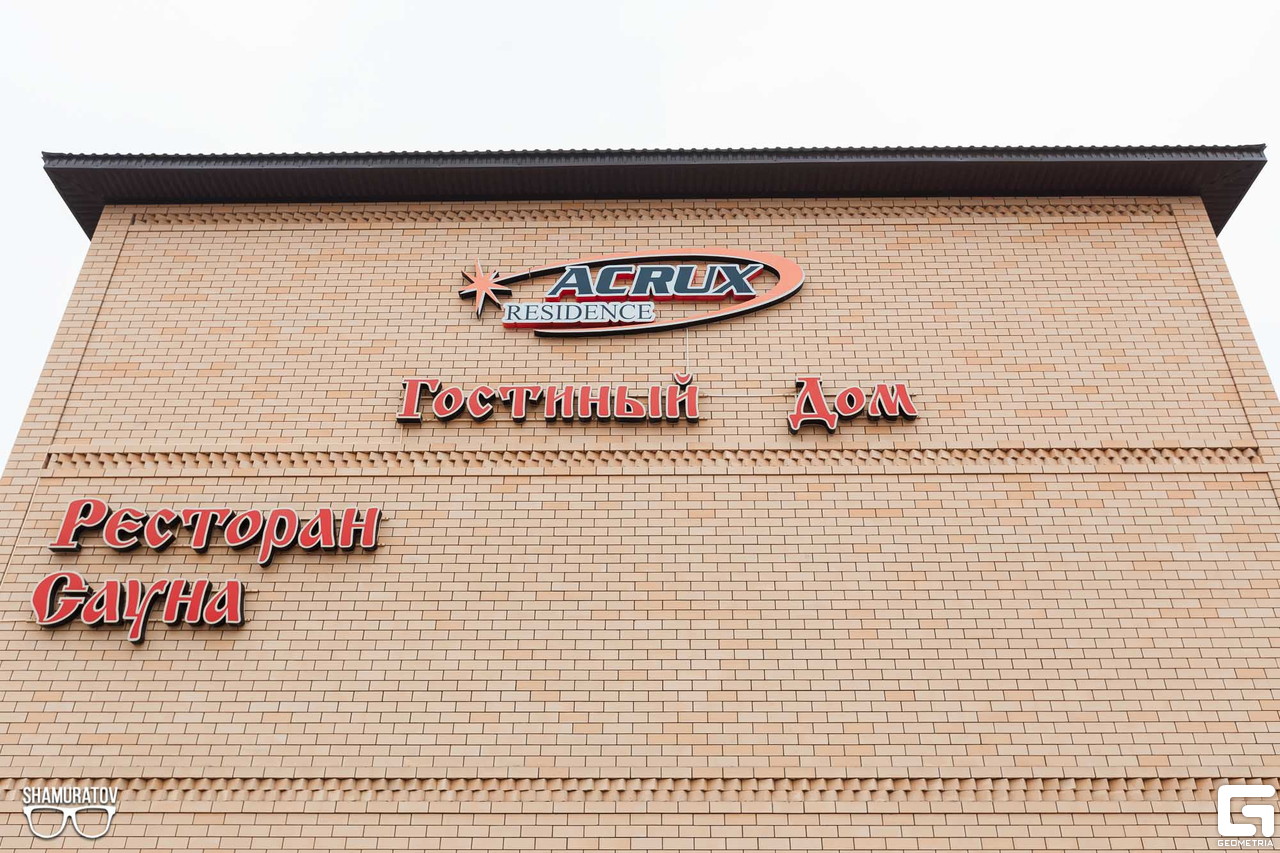 ACRUX
RESIDENCE
Гостиный Дом
Ресторан
Сауна
SHAMURATOV
GEOMETRIA